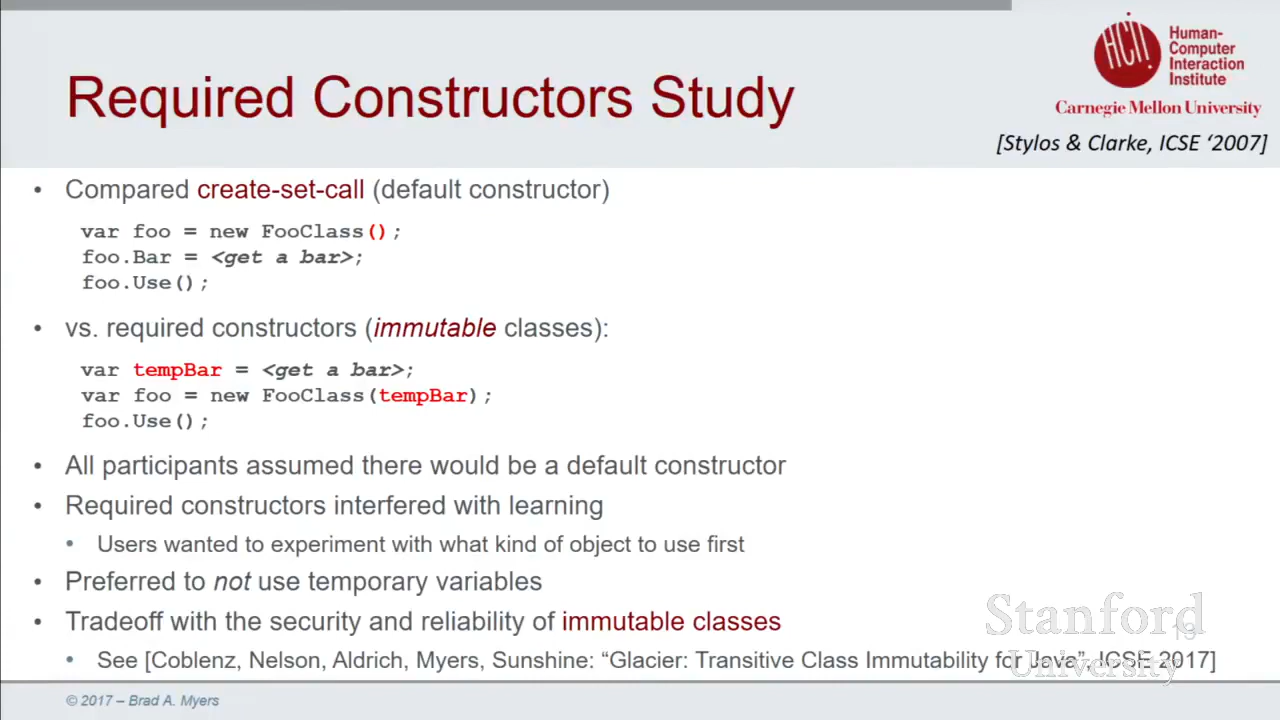 Required Constructors Study
HCII
Human-
Computer
Interaction
Institute
Carnegie Mellon University
[Stylos & Clarke, ICSE ‘2007]
• Compared create-set-call (default constructor)
var foo = new FooClass();
foo.Bar = <get a bar>;
foo.Use();
• vs. required constructors (immutable classes):
var tempBar = <get a bar>;
var foo = new FooClass(tempBar);
foo.Use();
• All participants assumed there would be a default constructor
• Required constructors interfered with learning
• Users wanted to experiment with what kind of object to use first
• Preferred to not use temporary variables
• Tradeoff with the security and reliability of immutable classes
• See [Coblenz, Nelson, Aldrich, Myers, Sunshine: “Glacier: Transitive Class Immutability for Java”, ICSE 2017]
Stanford
University
© 2017 – Brad A. Myers